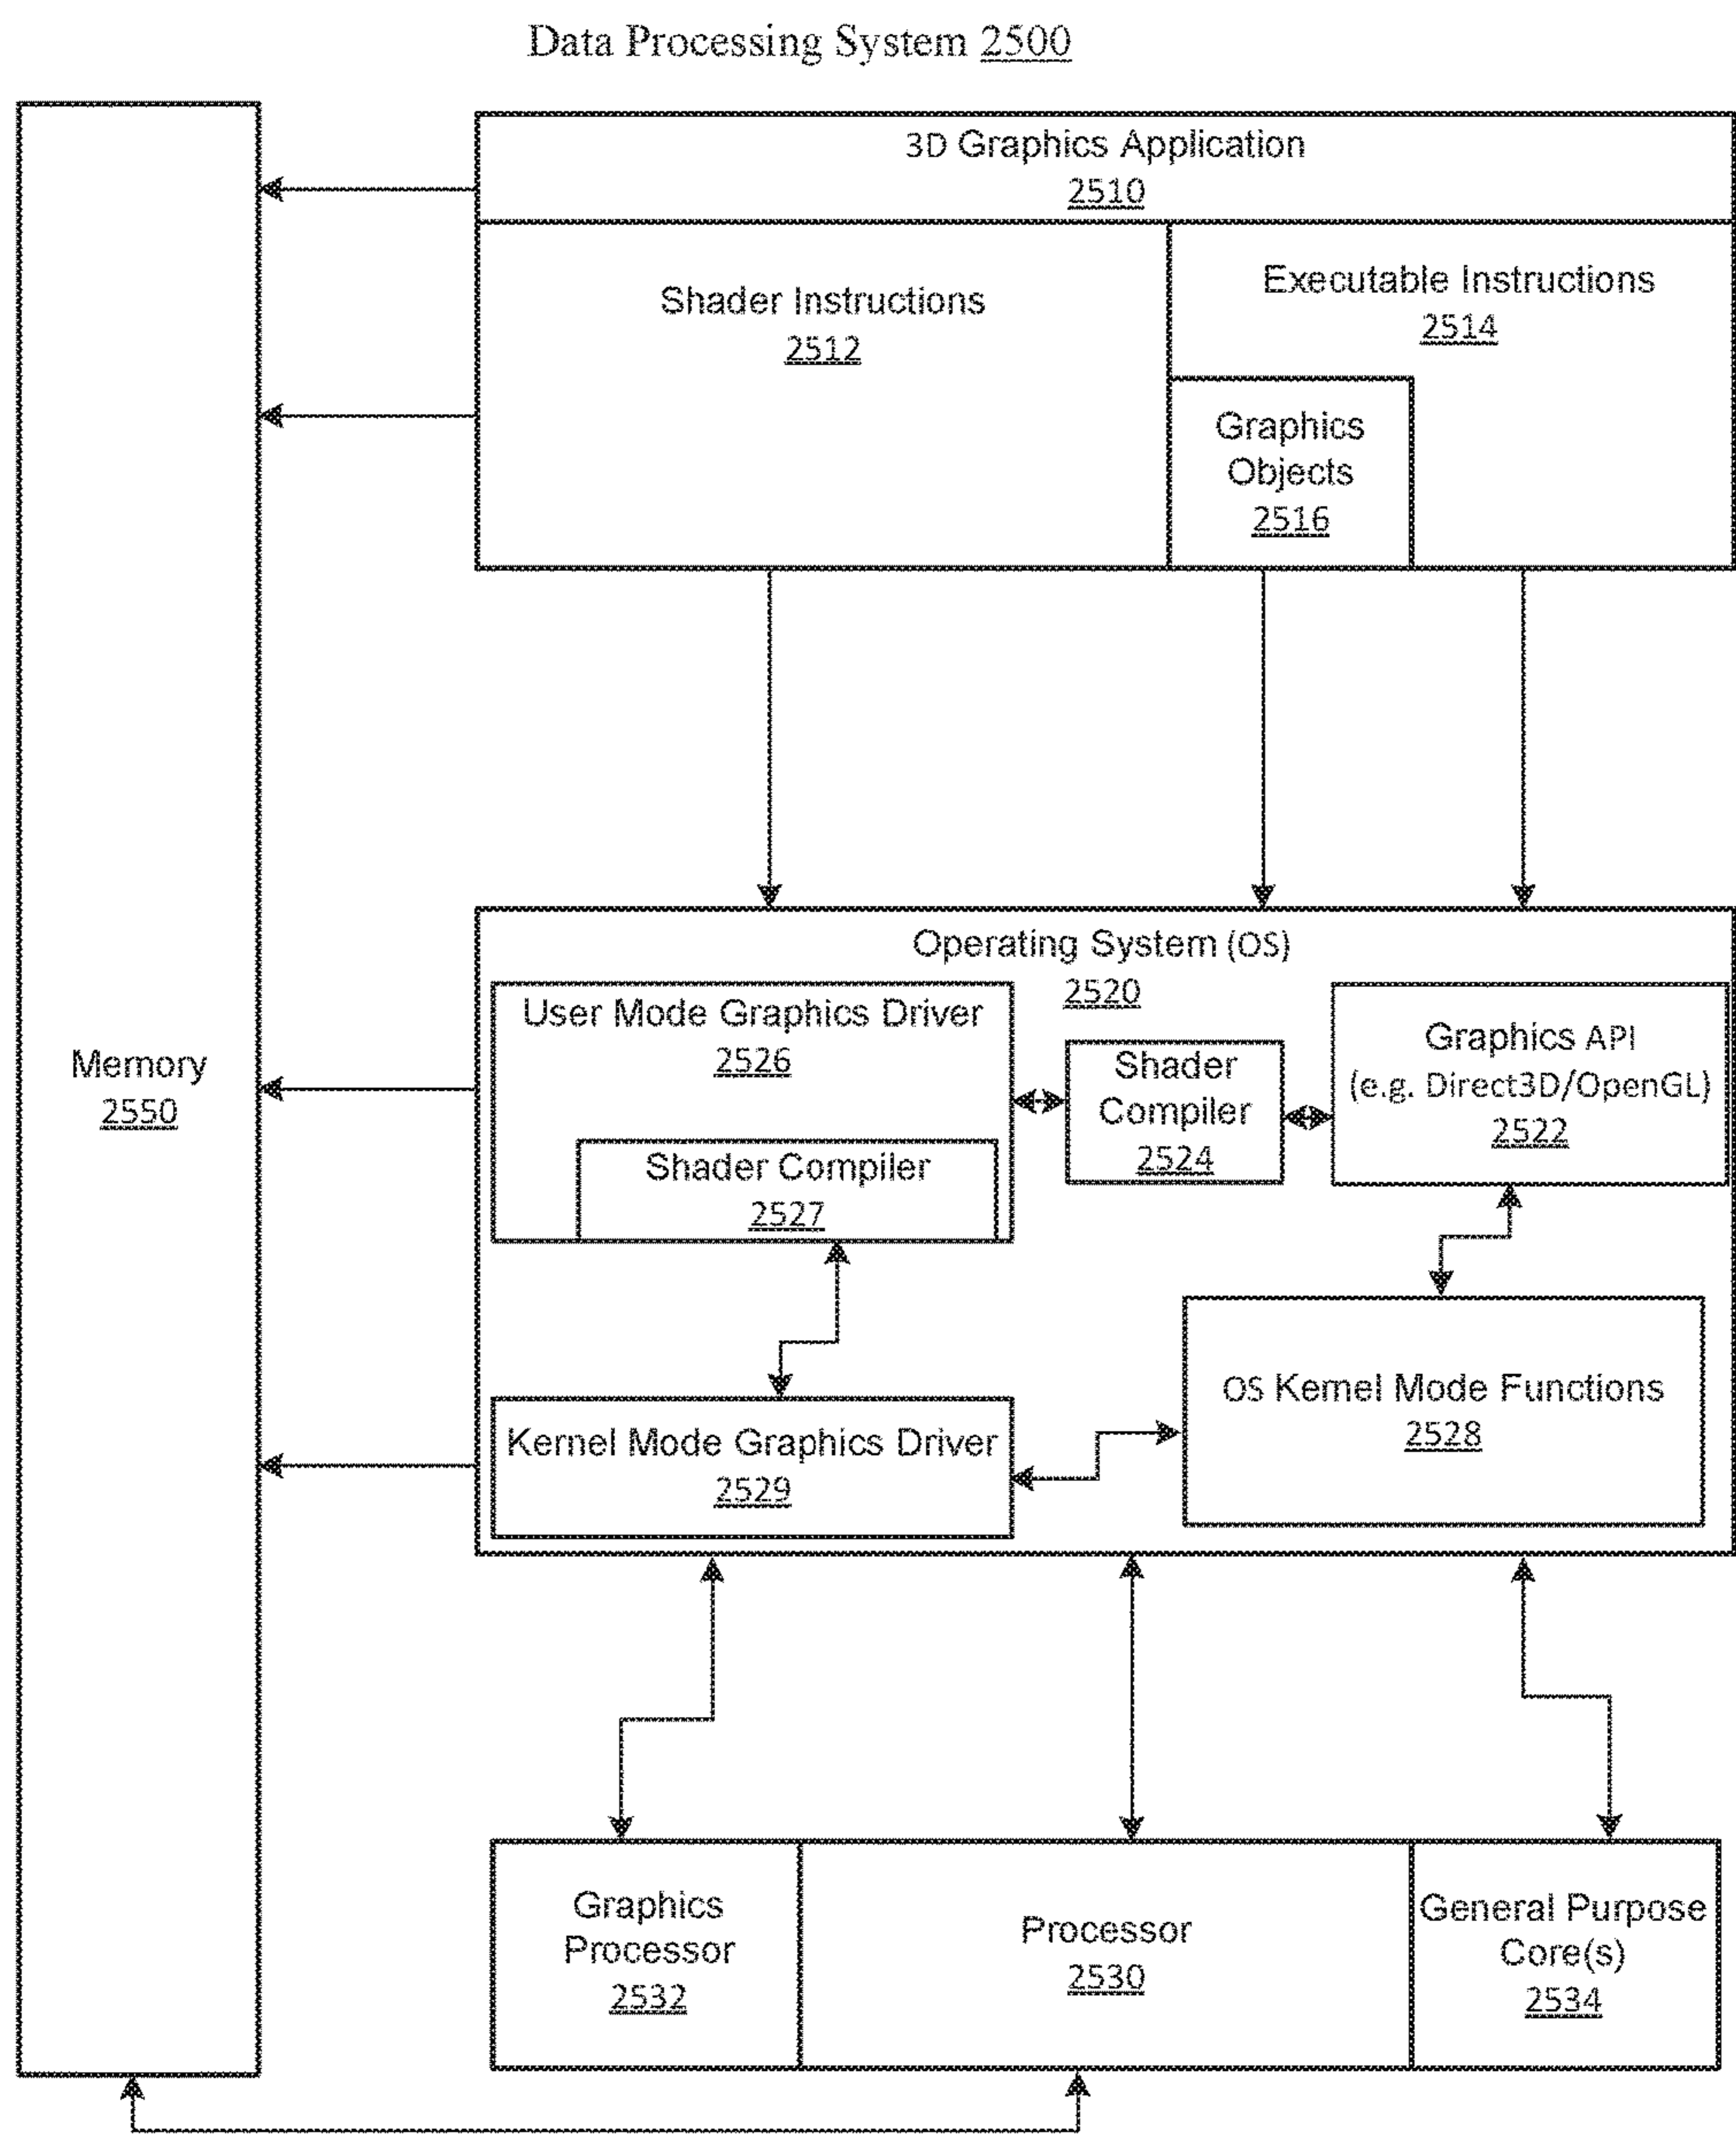 Data Processing System 2500
3D Graphics Application
2510
Shader Instructions
2512
Executable Instructions
2514
Graphics
Objects
2516
Memory
2550
Operating System (OS)
2520
User Mode Graphics Driver
2526
Shader Compiler
2527
Shader
Compiler
2524
Graphics API
(e.g. Direct3D/OpenGL)
2522
Kernel Mode Graphics Driver
2529
OS Kernel Mode Functions
2528
Graphics
Processor
2532
Processor
2530
General Purpose
Core(s)
2534